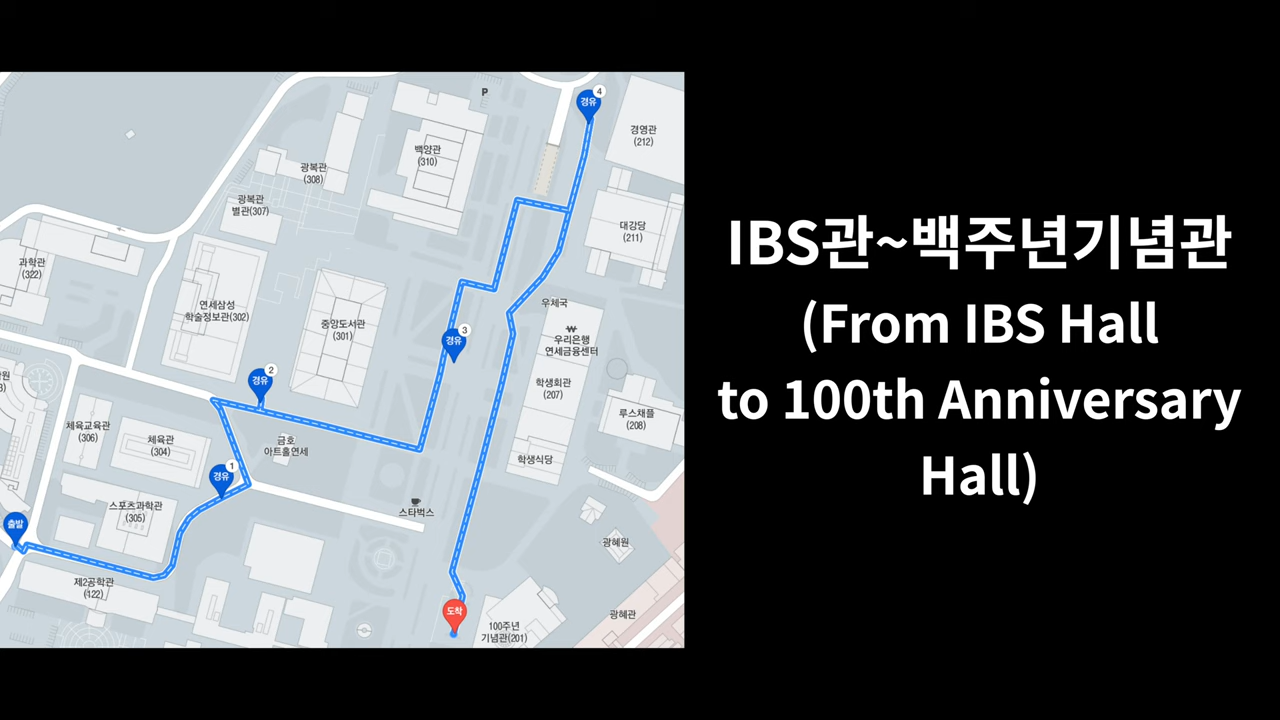 경유 4
P
경영관
(212)
백양관
(310)
광복관
(308)
광복관
별관(307)
대강당
(211)
과학관
(322)
연세삼성
학술정보관(302)
중앙도서관
(301)
우체국
₩
우리은행
연세금융센터
경유 3
경유 2
학생회관
(207)
루스채플
(208)
체육교육관
(306)
체육관
(304)
금호
아트홀연세
학생식당
경유 1
스포츠과학관
(305)
스타벅스
출발
광혜원
제2공학관
(122)
도착
100주년
기념관(201)
광혜관
IBS관~백주년기념관
(From IBS Hall
to 100th Anniversary
Hall)